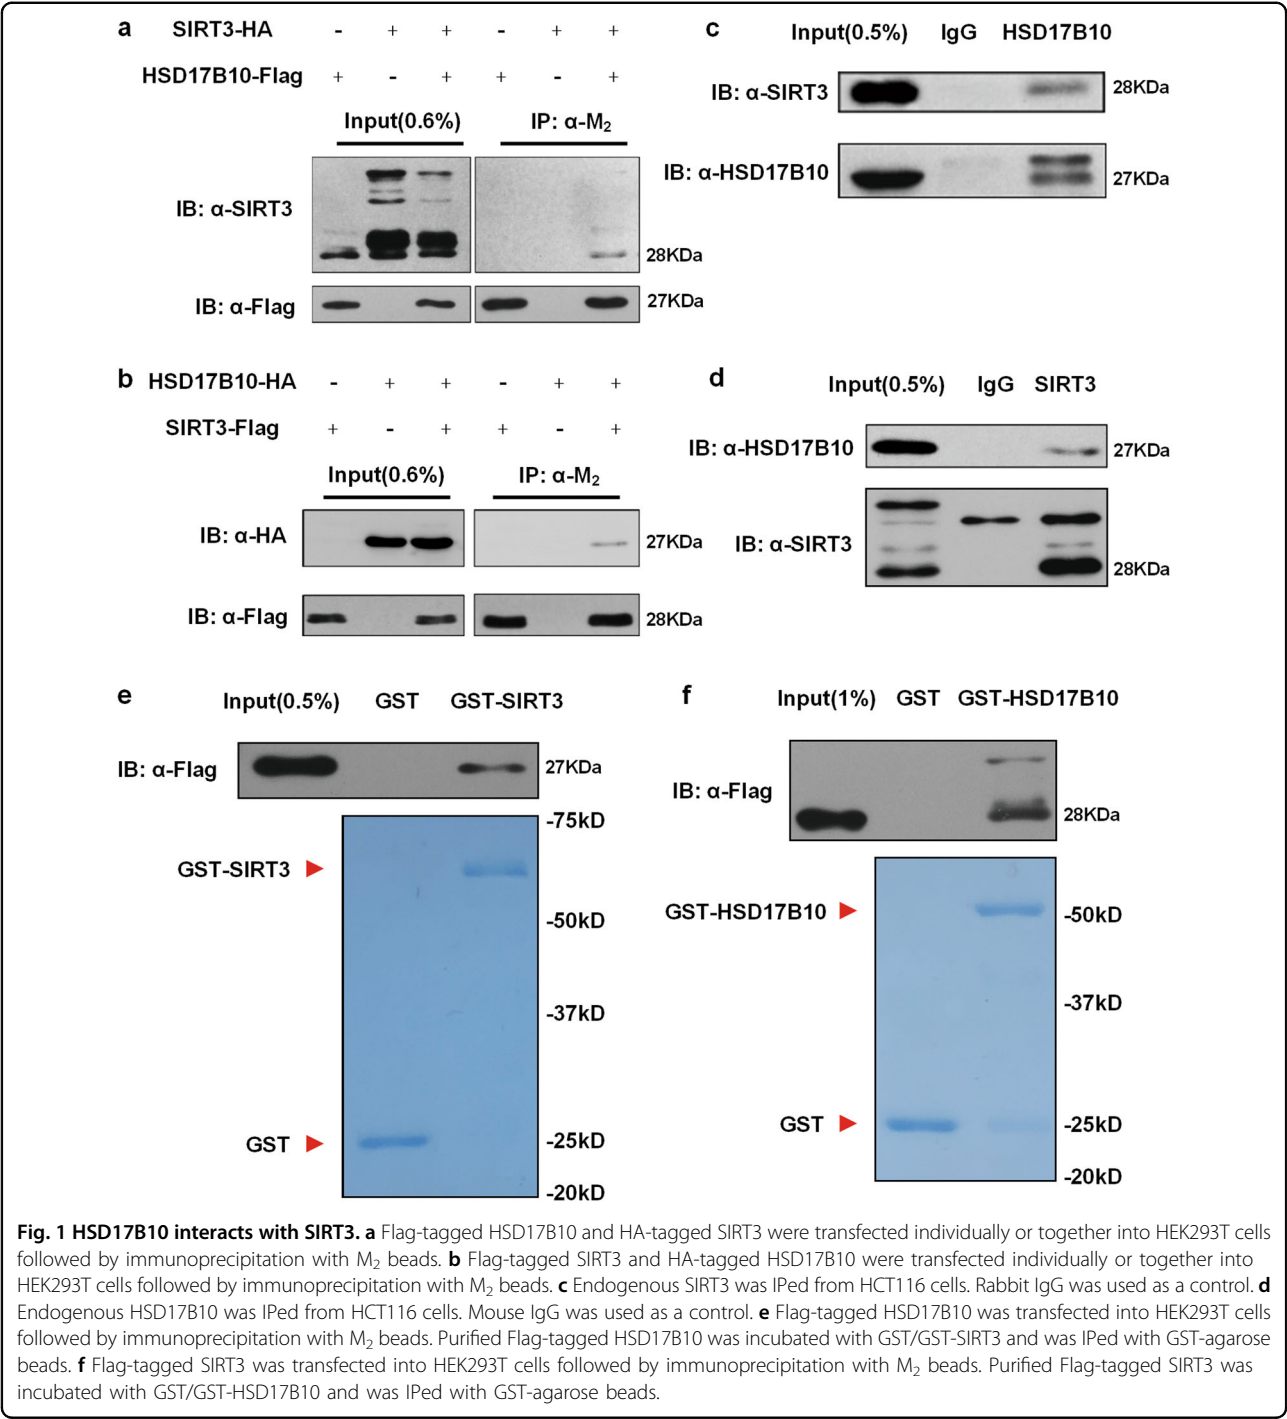 a SIRT3-HA - + + - + +
HSD17B10-Flag + - + + - +
Input(0.6%) IP: α-M2
IB: α-SIRT3 28KDa
IB: α-Flag 27KDa
b HSD17B10-HA - + + - + +
SIRT3-Flag + - + + - +
Input(0.6%) IP: α-M2
IB: α-HA 27KDa
IB: α-Flag 28KDa
c Input(0.5%) IgG HSD17B10
IB: α-SIRT3 28KDa
IB: α-HSD17B10 27KDa
d Input(0.5%) IgG SIRT3
IB: α-HSD17B10 27KDa
IB: α-SIRT3 28KDa
e Input(0.5%) GST GST-SIRT3
IB: α-Flag 27KDa
-75kD
GST-SIRT3
-50kD
-37kD
GST -25kD
-20kD
f Input(1%) GST GST-HSD17B10
IB: α-Flag 28KDa
GST-HSD17B10 -50kD
-37kD
GST -25kD
-20kD
Fig. 1 HSD17B10 interacts with SIRT3. a Flag-tagged HSD17B10 and HA-tagged SIRT3 were transfected individually or together into HEK293T cells
followed by immunoprecipitation with M2 beads. b Flag-tagged SIRT3 and HA-tagged HSD17B10 were transfected individually or together into
HEK293T cells followed by immunoprecipitation with M2 beads. c Endogenous SIRT3 was IPed from HCT116 cells. Rabbit IgG was used as a control. d
Endogenous HSD17B10 was IPed from HCT116 cells. Mouse IgG was used as a control. e Flag-tagged HSD17B10 was transfected into HEK293T cells
followed by immunoprecipitation with M2 beads. Purified Flag-tagged HSD17B10 was incubated with GST/GST-SIRT3 and was IPed with GST-agarose
beads. f Flag-tagged SIRT3 was transfected into HEK293T cells followed by immunoprecipitation with M2 beads. Purified Flag-tagged SIRT3 was
incubated with GST/GST-HSD17B10 and was IPed with GST-agarose beads.